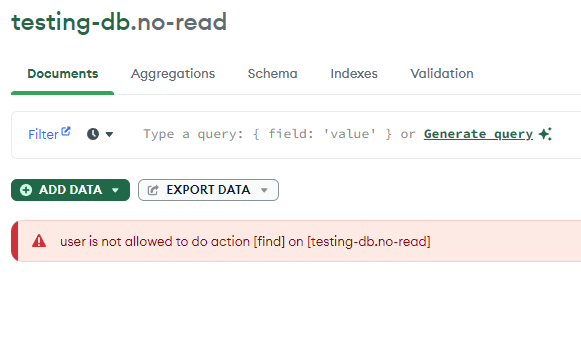 testing-db.no-read
Documents Aggregations Schema Indexes Validation
Filter Type a query: { field: 'value' } or Generate query
ADD DATA EXPORT DATA
user is not allowed to do action [find] on [testing-db.no-read]